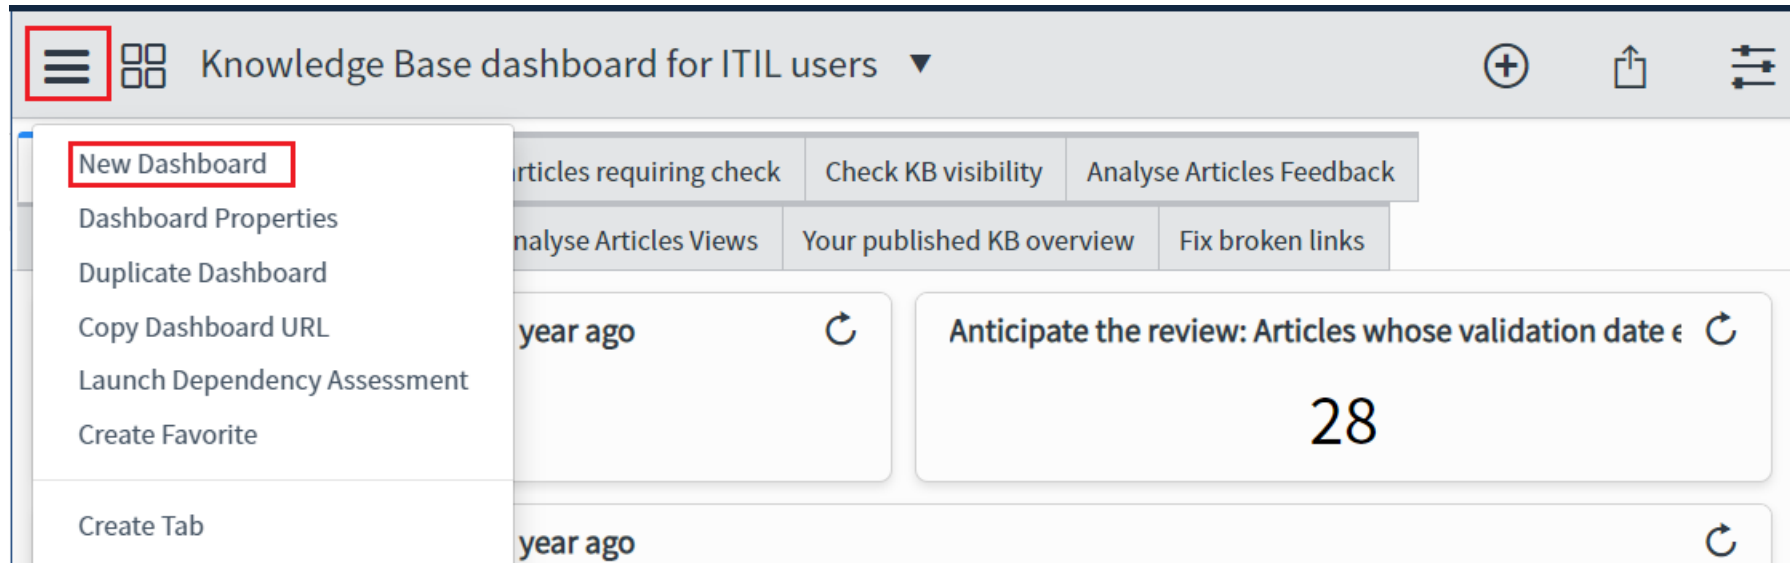 Knowledge Base dashboard for ITIL users
New Dashboard
Dashboard Properties
Duplicate Dashboard
Copy Dashboard URL
Launch Dependency Assessment
Create Favorite
Create Tab
requiring check
Check KB visibility
Analyse Articles Feedback
Articles Views
Your published KB overview
Fix broken links
year ago
Anticipate the review: Articles whose validation date
28
year ago